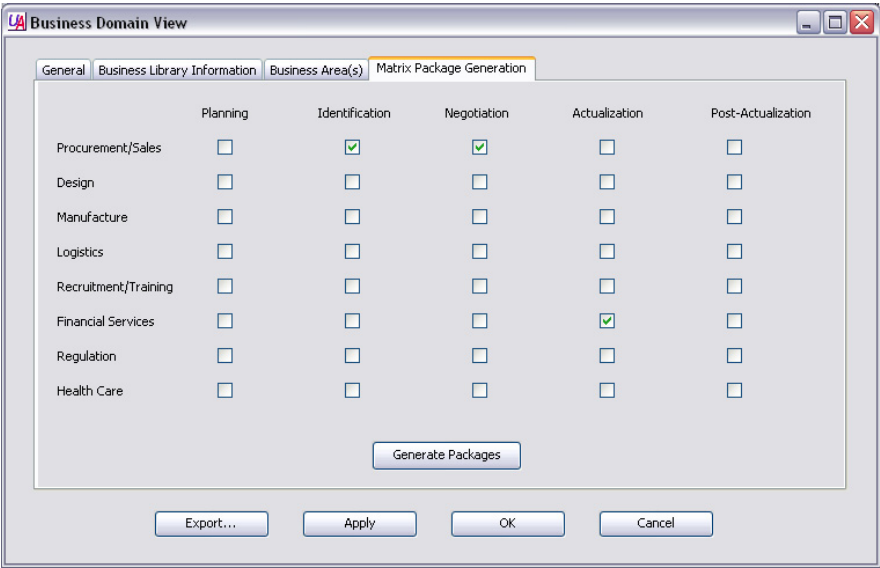 UA Business Domain View
General Business Library Information Business Area(s) Matrix Package Generation
Planning Identification Negotiation Actualization Post-Actualization
Procurement/Sales
Design
Manufacture
Logistics
Recruitment/Training
Financial Services
Regulation
Health Care
Generate Packages
Export... Apply OK Cancel